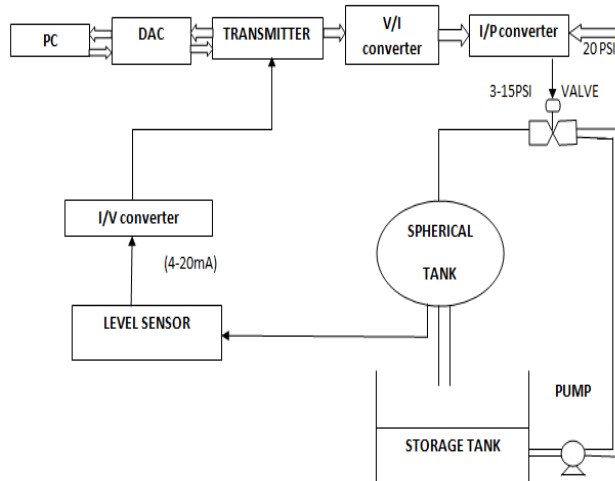 PC
DAC
TRANSMITTER
V/I
converter
I/P converter
20 PSI
3-15PSI
VALVE
I/V converter
(4-20mA)
SPHERICAL
TANK
LEVEL SENSOR
PUMP
STORAGE TANK